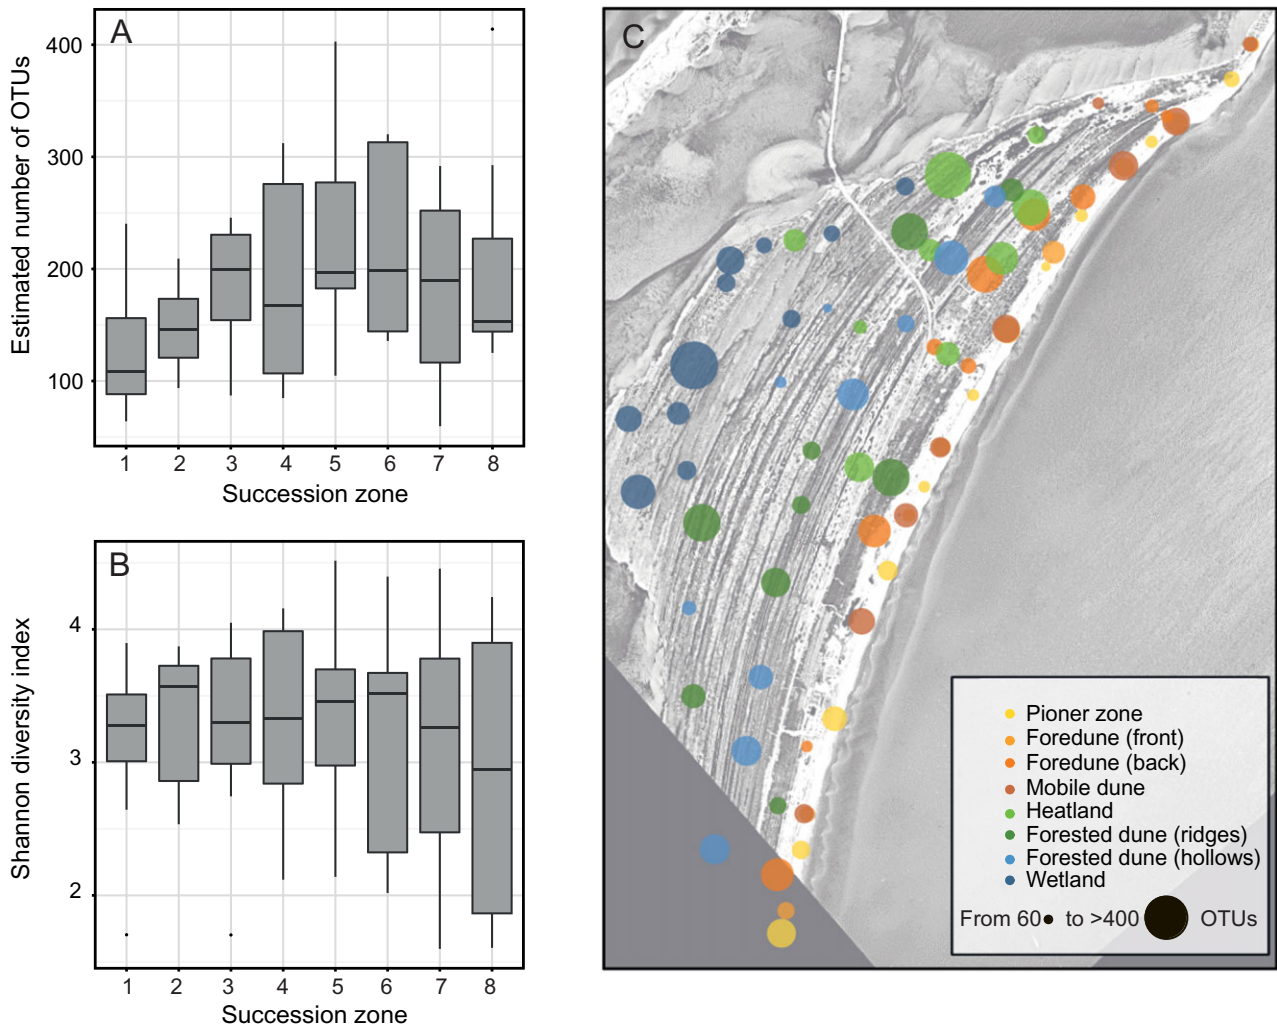 A
Estimated number of OTUs
400
300
200
100
1 2 3 4 5 6 7 8
Succession zone
B
Shannon diversity index
4
3
2
1 2 3 4 5 6 7 8
Succession zone
C
Pioner zone
Foredune (front)
Foredune (back)
Mobile dune
Heatland
Forested dune (ridges)
Forested dune (hollows)
Wetland
From 60 to >400 OTUs